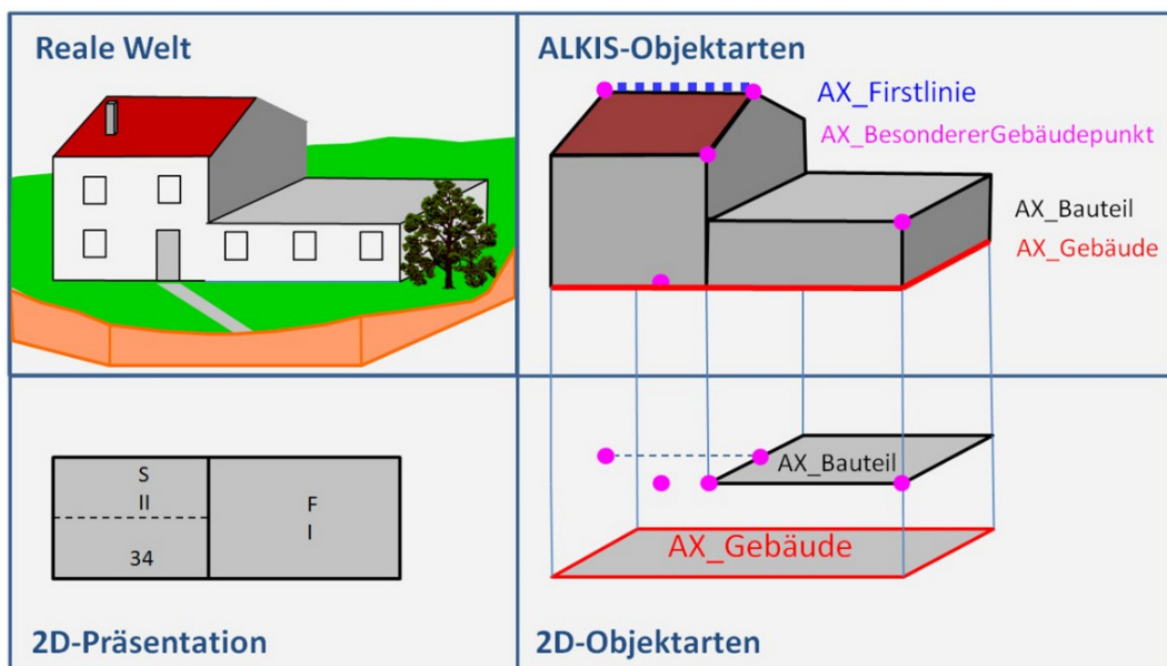 Reale Welt
ALKIS-Objektarten
AX_Firstlinie
AX_BesondererGebäudepunkt
AX_Bauteil
AX_Gebäude
S
II
34
F
I
2D-Präsentation
AX_Bauteil
AX_Gebäude
2D-Objektarten